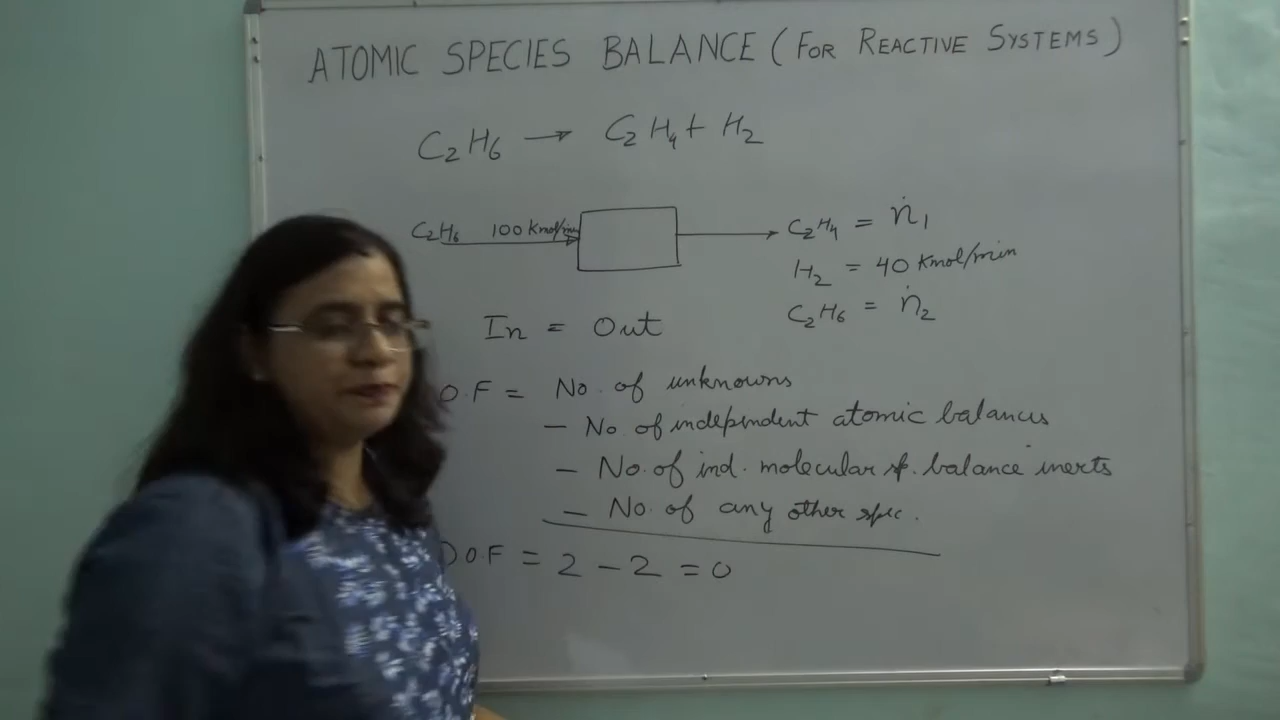 ATOMIC SPECIES BALANCE (FOR REACTIVE SYSTEMS)
C₂H₆ → C₂H₄ + H₂
C₂H₆ 100 Kmol/
C₂H₄ = ṅ₁
H₂ = 40 Kmol/min
C₂H₆ = ṅ₂
In = Out
O.F = No. of unknowns
— No. of independent atomic balances
— No. of ind. molecular sp. balance inerts
— No. of any other spec.
D.O.F = 2 – 2 = 0